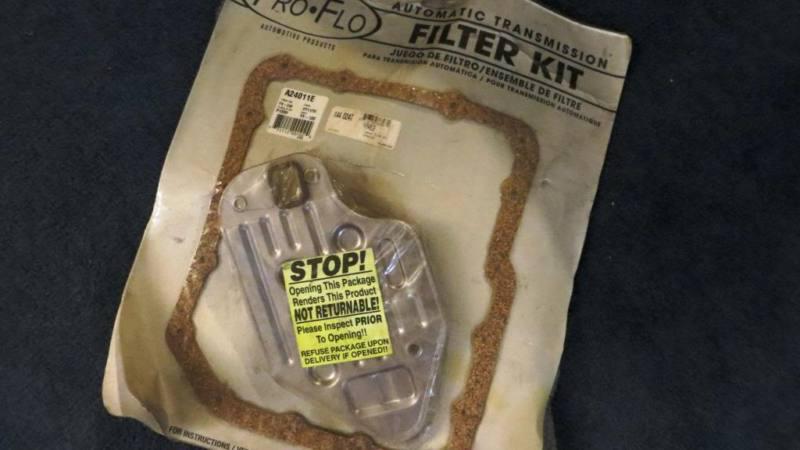 PRO•FLO
AUTOMOTIVE PRODUCTS
AUTOMATIC TRANSMISSION
FILTER KIT
JUEGO DE FILTRO/ENSEMBLE DE FILTRE
PARA TRANSMISIÓN AUTOMÁTICA / POUR TRANSMISSION AUTOMATIQUE
A24011E
STOP!
Opening This Package
Renders This Product
NOT RETURNABLE!
Please Inspect PRIOR
To Opening!!
REFUSE PACKAGE UPON
DELIVERY IF OPENED!!
FOR INSTRUCTIONS